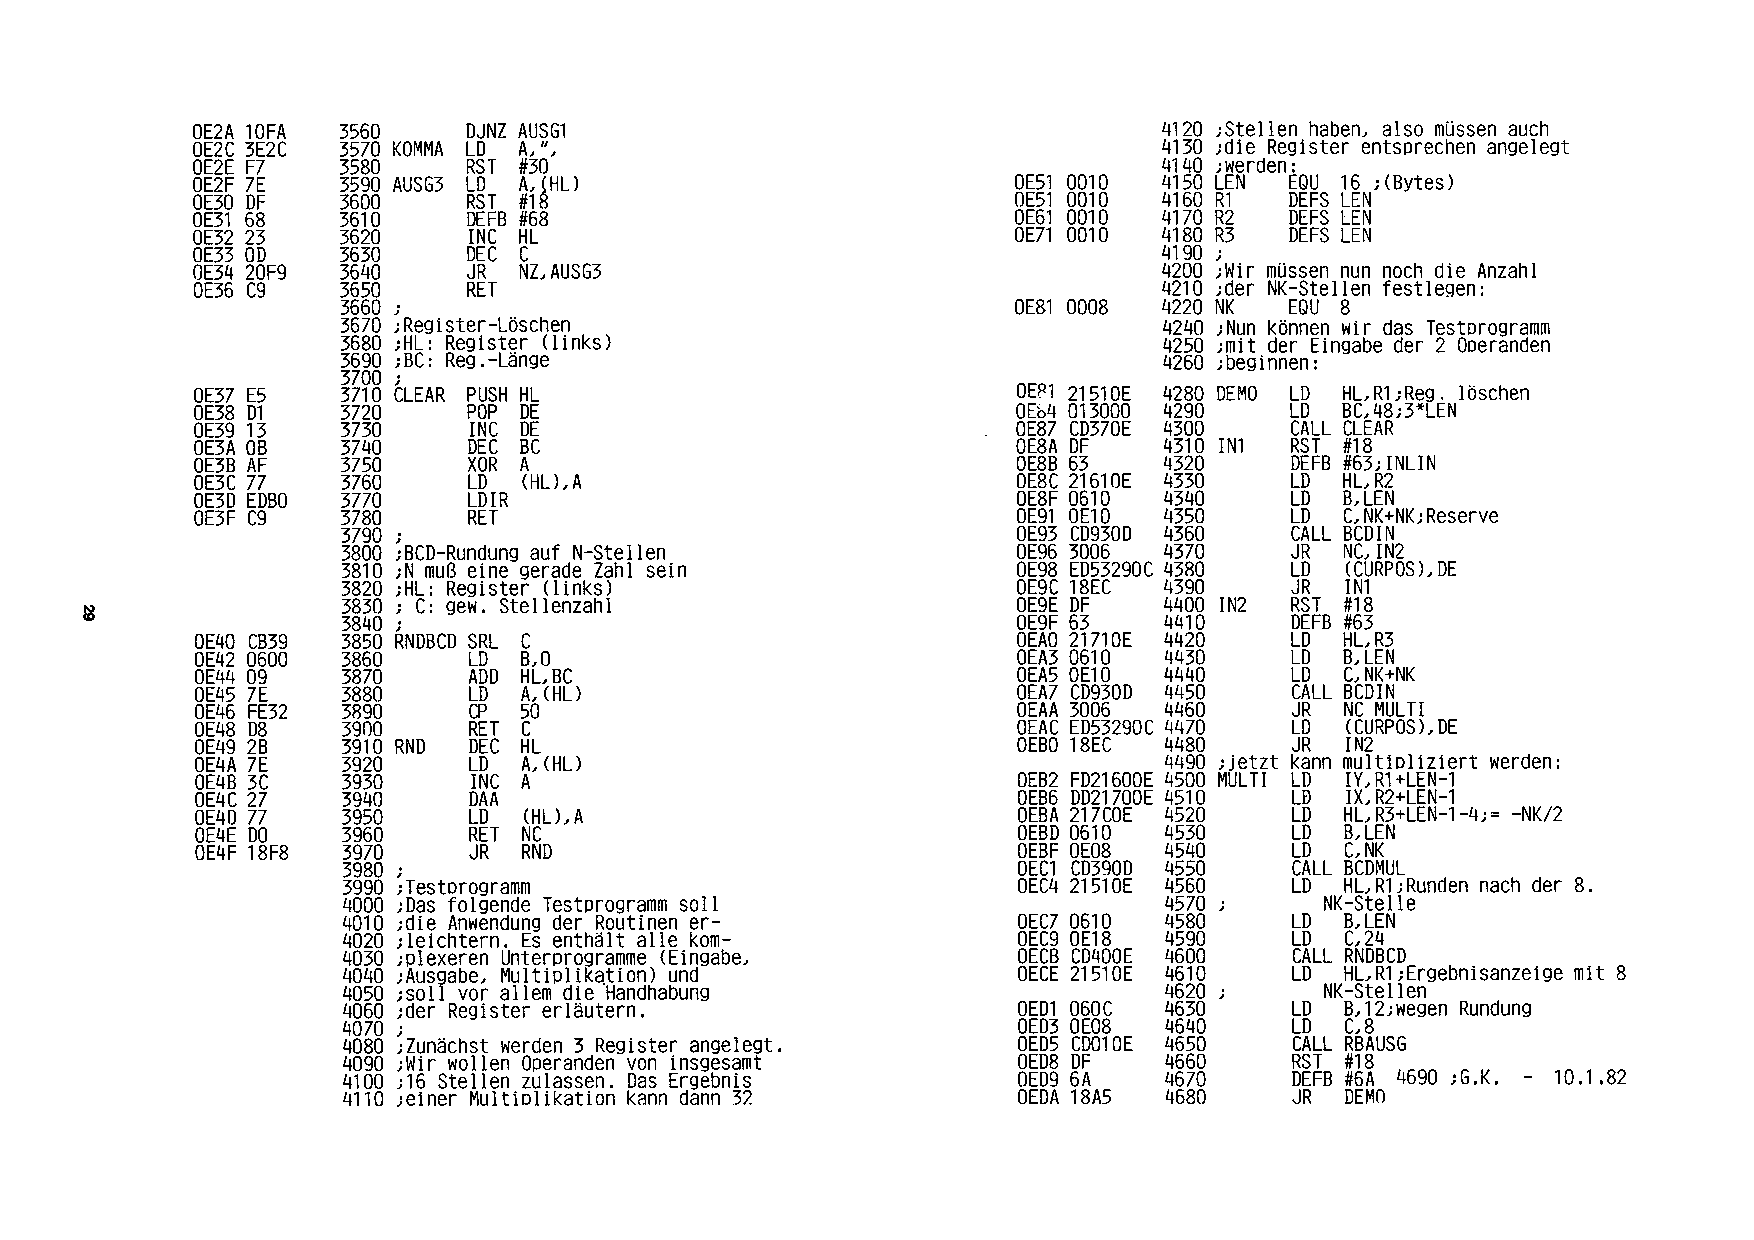 0E2A 10FA 3560 DJNZ AUSG1
0E2C 3E2C 3570 KOMMA LD A,",
0E2E F7 3580 RST #30
0E2F 7E 3590 AUSG3 LD A,(HL)
0E30 DF 3600 RST #18
0E31 68 3610 DEFB #68
0E32 23 3620 INC HL
0E33 0D 3630 DEC C
0E34 20F9 3640 JR NZ,AUSG3
0E36 C9 3650 RET
3660 ;
3670 ;Register-Löschen
3680 ;HL: Register (links)
3690 ;BC: Reg.-Länge
3700 ;
0E37 E5 3710 CLEAR PUSH HL
0E38 D1 3720 POP DE
0E39 13 3730 INC DE
0E3A 0B 3740 DEC BC
0E3B AF 3750 XOR A
0E3C 77 3760 LD (HL),A
0E3D EDB0 3770 LDIR
0E3F C9 3780 RET
3790 ;
3800 ;BCD-Rundung auf N-Stellen
3810 ;N muß eine gerade Zahl sein
3820 ;HL: Register (links)
3830 ; C: gew. Stellenzahl
3840 ;
0E40 CB39 3850 RNDBCD SRL C
0E42 0600 3860 LD B,0
0E44 09 3870 ADD HL,BC
0E45 7E 3880 LD A,(HL)
0E46 FE32 3890 CP 50
0E48 D8 3900 RET C
0E49 2B 3910 RND DEC HL
0E4A 7E 3920 LD A,(HL)
0E4B 3C 3930 INC A
0E4C 27 3940 DAA
0E4D 77 3950 LD (HL),A
0E4E D0 3960 RET NC
0E4F 18F8 3970 JR RND
3980 ;
3990 ;Testprogramm
4000 ;Das folgende Testprogramm soll
4010 ;die Anwendung der Routinen er-
4020 ;leichtern. Es enthält alle kom-
4030 ;plexeren Unterprogramme (Eingabe,
4040 ;Ausgabe, Multiplikation) und
4050 ;soll vor allem die Handhabung
4060 ;der Register erläutern.
4070 ;
4080 ;Zunächst werden 3 Register angelegt.
4090 ;Wir wollen Operanden von insgesamt
4100 ;16 Stellen zulassen. Das Ergebnis
4110 ;einer Multiplikation kann dann 32
4120 ;Stellen haben, also müssen auch
4130 ;die Register entsprechen angelegt
4140 ;werden:
0E51 0010 4150 LEN EQU 16 ;(Bytes)
0E51 0010 4160 R1 DEFS LEN
0E61 0010 4170 R2 DEFS LEN
0E71 0010 4180 R3 DEFS LEN
4190 ;
4200 ;Wir müssen nun noch die Anzahl
4210 ;der NK-Stellen festlegen:
0E81 0008 4220 NK EQU 8
4240 ;Nun können wir das Testprogramm
4250 ;mit der Eingabe der 2 Operanden
4260 ;beginnen:
0E81 21510E 4280 DEMO LD HL,R1;Reg. löschen
0E84 013000 4290 LD BC,48;3*LEN
0E87 CD370E 4300 CALL CLEAR
0E8A DF 4310 IN1 RST #18
0E8B 63 4320 DEFB #63;INLIN
0E8C 21610E 4330 LD HL,R2
0E8F 0610 4340 LD B,LEN
0E91 0E10 4350 LD C,NK+NK;Reserve
0E93 CD930D 4360 CALL BCDIN
0E96 3006 4370 JR NC,IN2
0E98 ED53290C 4380 LD (CURPOS),DE
0E9C 18EC 4390 JR IN1
0E9E DF 4400 IN2 RST #18
0E9F 63 4410 DEFB #63
0EA0 21710E 4420 LD HL,R3
0EA3 0610 4430 LD B,LEN
0EA5 0E10 4440 LD C,NK+NK
0EA7 CD930D 4450 CALL BCDIN
0EAA 3006 4460 JR NC MULTI
0EAC ED53290C 4470 LD (CURPOS),DE
0EB0 18EC 4480 JR IN2
4490 ;jetzt kann multipliziert werden:
0EB2 FD21600E 4500 MULTI LD IY,R1+LEN-1
0EB6 DD21700E 4510 LD IX,R2+LEN-1
0EBA 217C0E 4520 LD HL,R3+LEN-1-4;= -NK/2
0EBD 0610 4530 LD B,LEN
0EBF 0E08 4540 LD C,NK
0EC1 CD390D 4550 CALL BCDMUL
0EC4 21510E 4560 LD HL,R1;Runden nach der 8.
4570 ; NK-Stelle
0EC7 0610 4580 LD B,LEN
0EC9 0E18 4590 LD C,24
0ECB CD400E 4600 CALL RNDBCD
0ECE 21510E 4610 LD HL,R1;Ergebnisanzeige mit 8
4620 ; NK-Stellen
0ED1 060C 4630 LD B,12;wegen Rundung
0ED3 0E08 4640 LD C,8
0ED5 CD010E 4650 CALL RBAUSG
0ED8 DF 4660 RST #18
0ED9 6A 4670 DEFB #6A 4690 ;G.K. - 10.1.82
0EDA 18A5 4680 JR DEMO
29